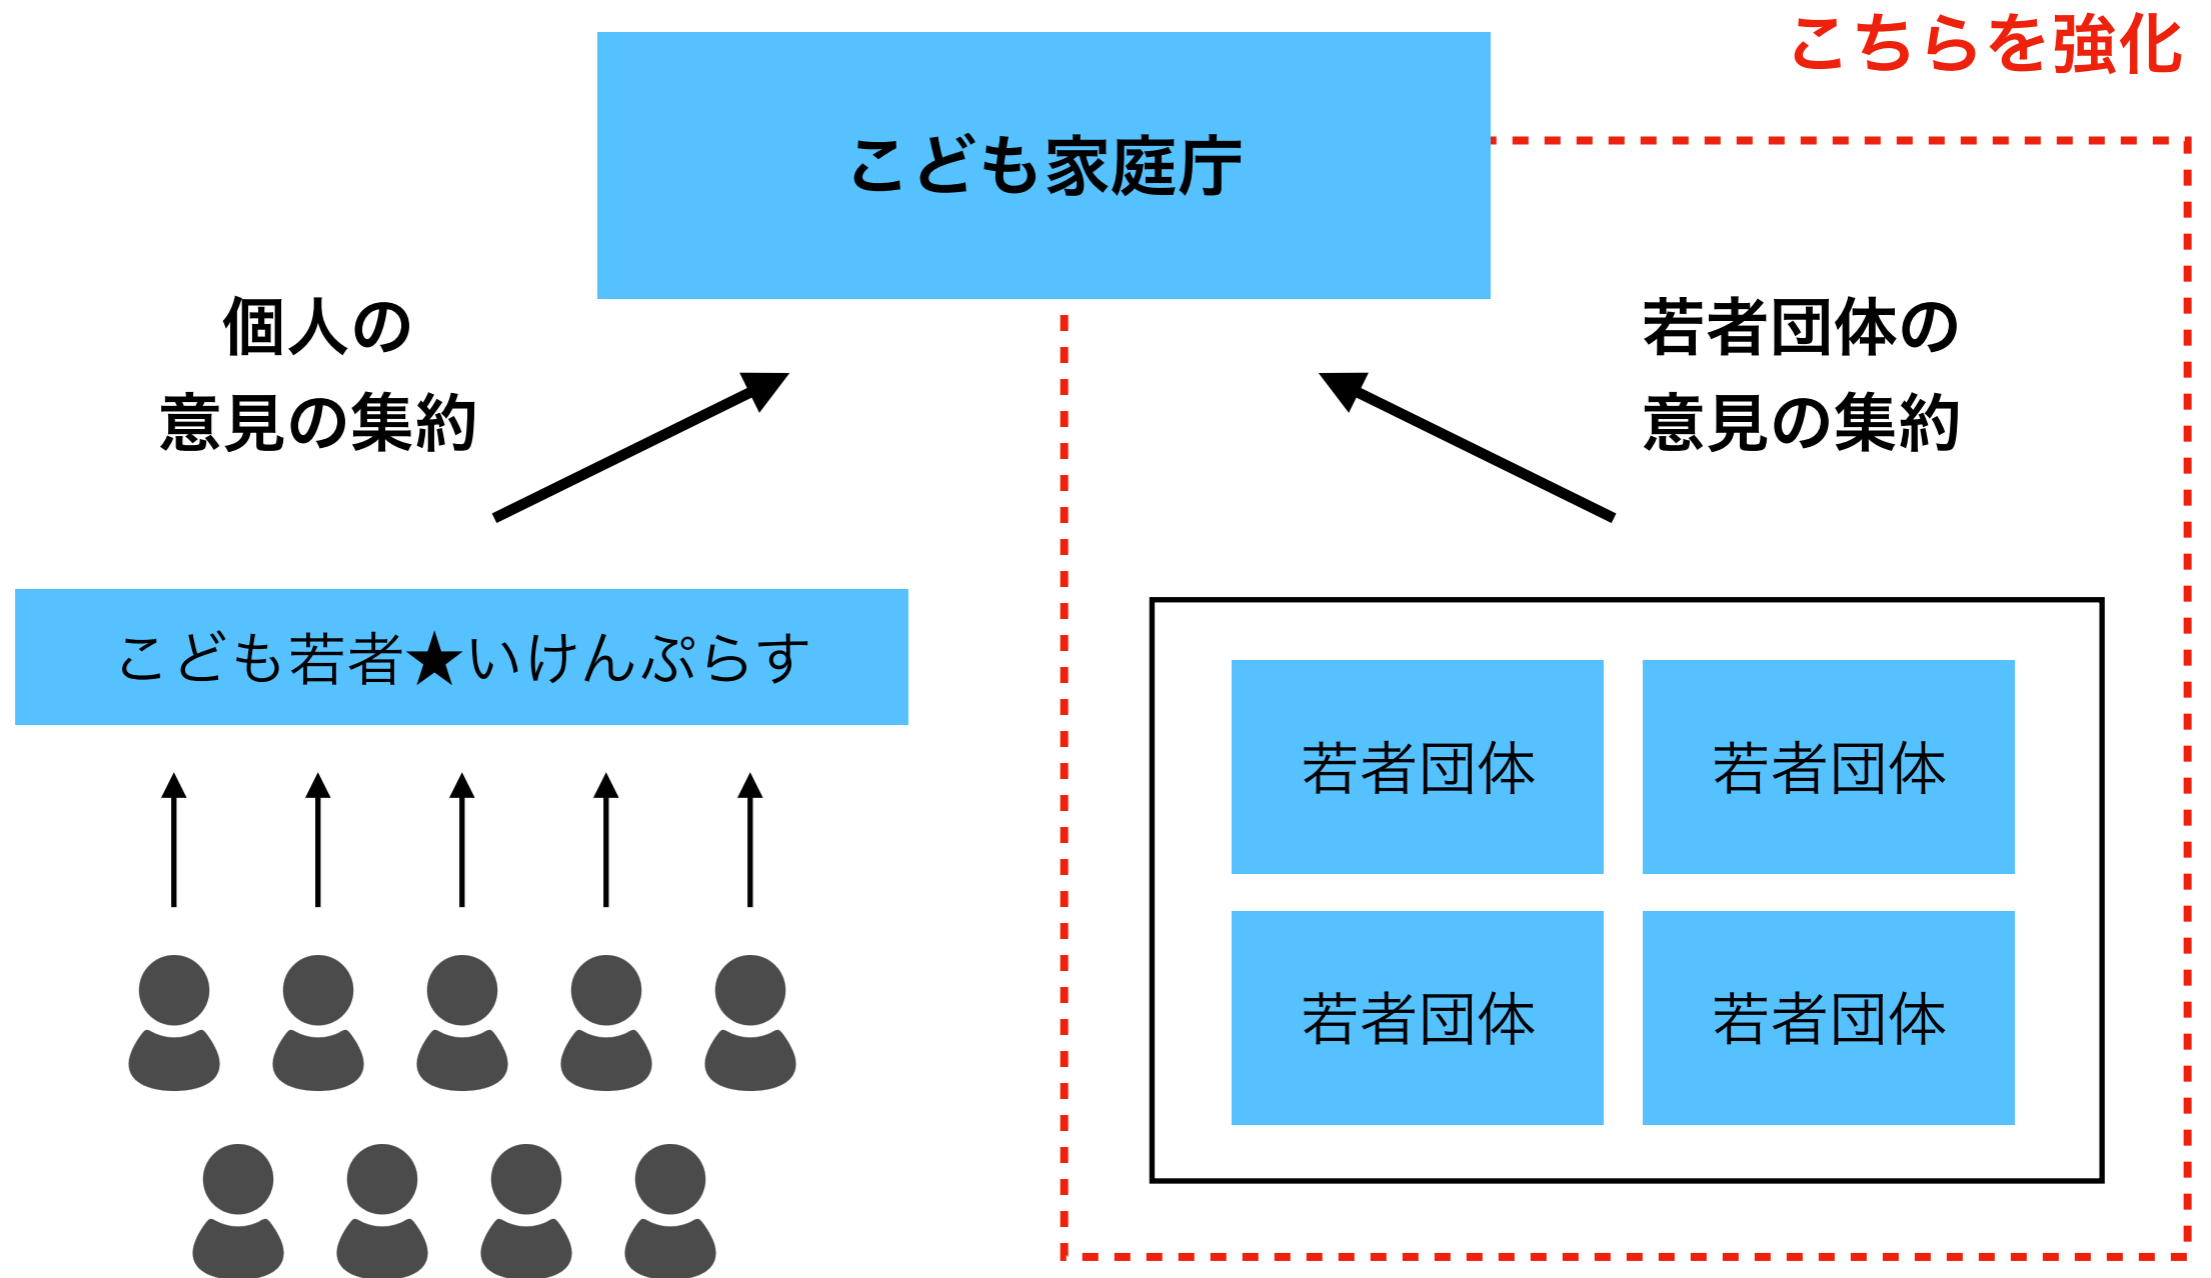 こちらを強化
こども家庭庁
個人の
意見の集約
若者団体の
意見の集約
こども若者★いけんぷらす
若者団体
若者団体
若者団体
若者団体